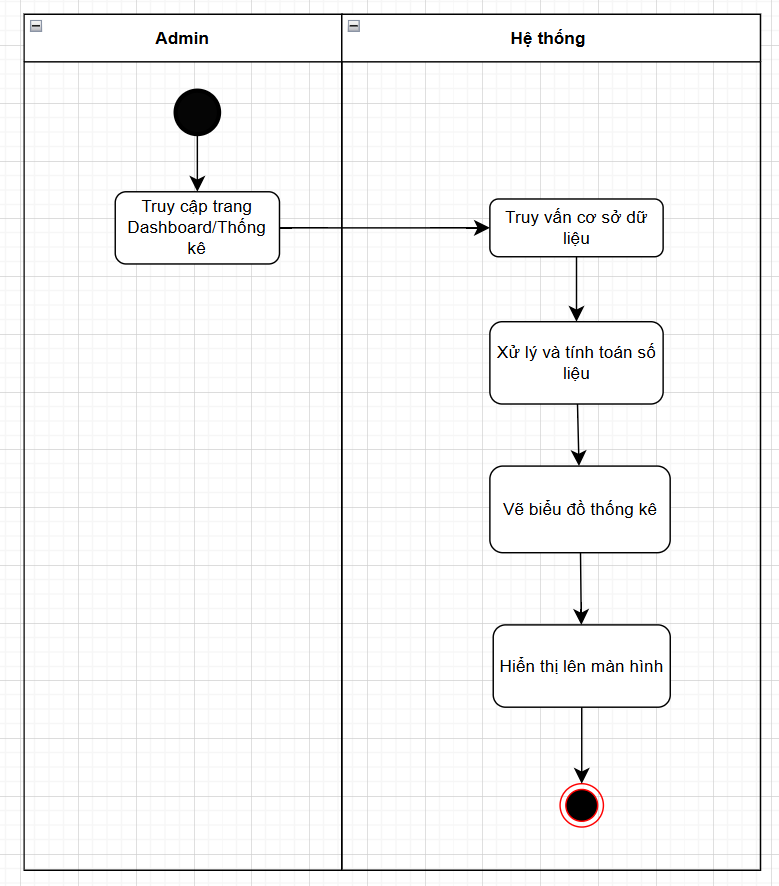 Admin
Hệ thống
Truy cập trang
Dashboard/Thống
kê
Truy vấn cơ sở dữ
liệu
Xử lý và tính toán số
liệu
Vẽ biểu đồ thống kê
Hiển thị lên màn hình